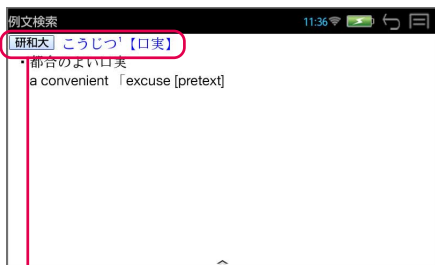 例文検索 11:36
研和大 こうじつ1【口実】
・都合のよい口実
a convenient 「excuse [pretext]